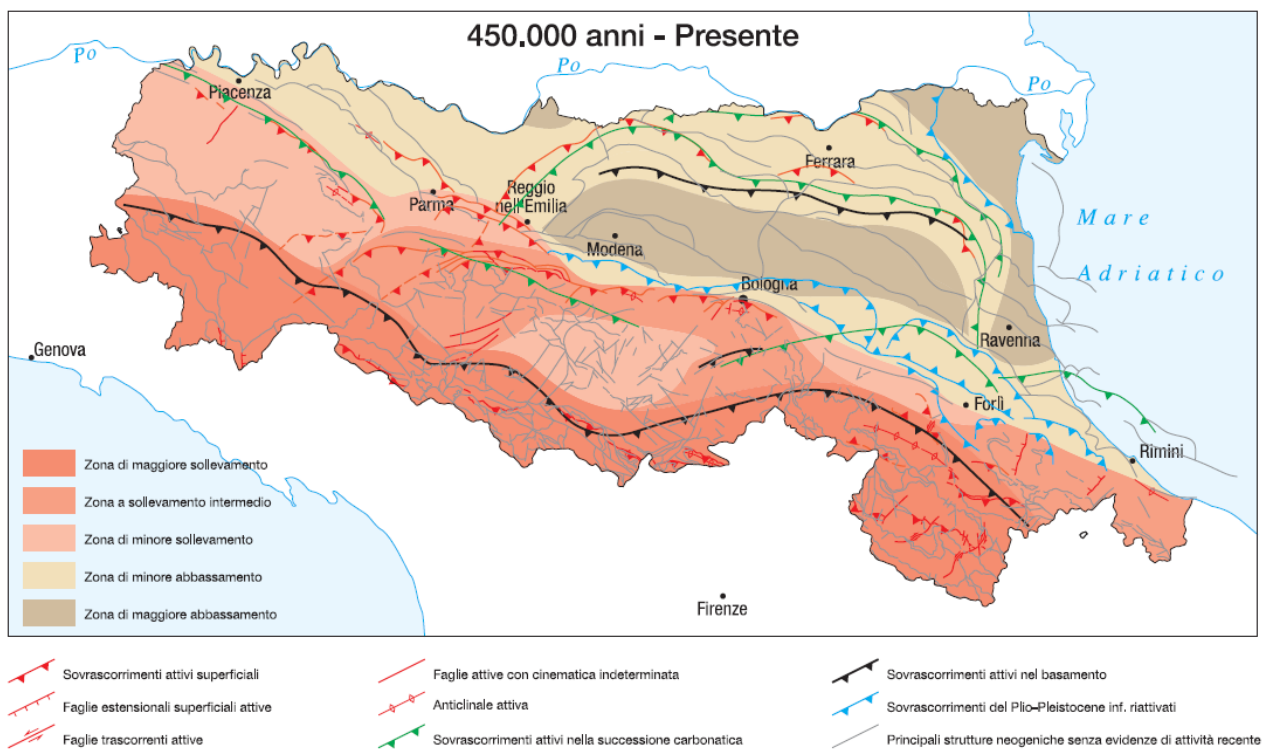 450.000 anni - Presente
Po
Po
Po
Piacenza
Ferrara
Parma
Reggio
nell'Emilia
Modena
Mare
Adriatico
Bologna
Ravenna
Genova
Forlì
Rimini
Firenze
Zona di maggiore sollevamento
Zona a sollevamento intermedio
Zona di minore sollevamento
Zona di minore abbassamento
Zona di maggiore abbassamento
Sovrascorrimenti attivi superficiali
Faglie estensionali superficiali attive
Faglie trascorrenti attive
Faglie attive con cinematica indeterminata
Anticlinale attiva
Sovrascorrimenti attivi nella successione carbonatica
Sovrascorrimenti attivi nel basamento
Sovrascorrimenti del Plio–Pleistocene inf. riattivati
Principali strutture neogeniche senza evidenze di attività recente